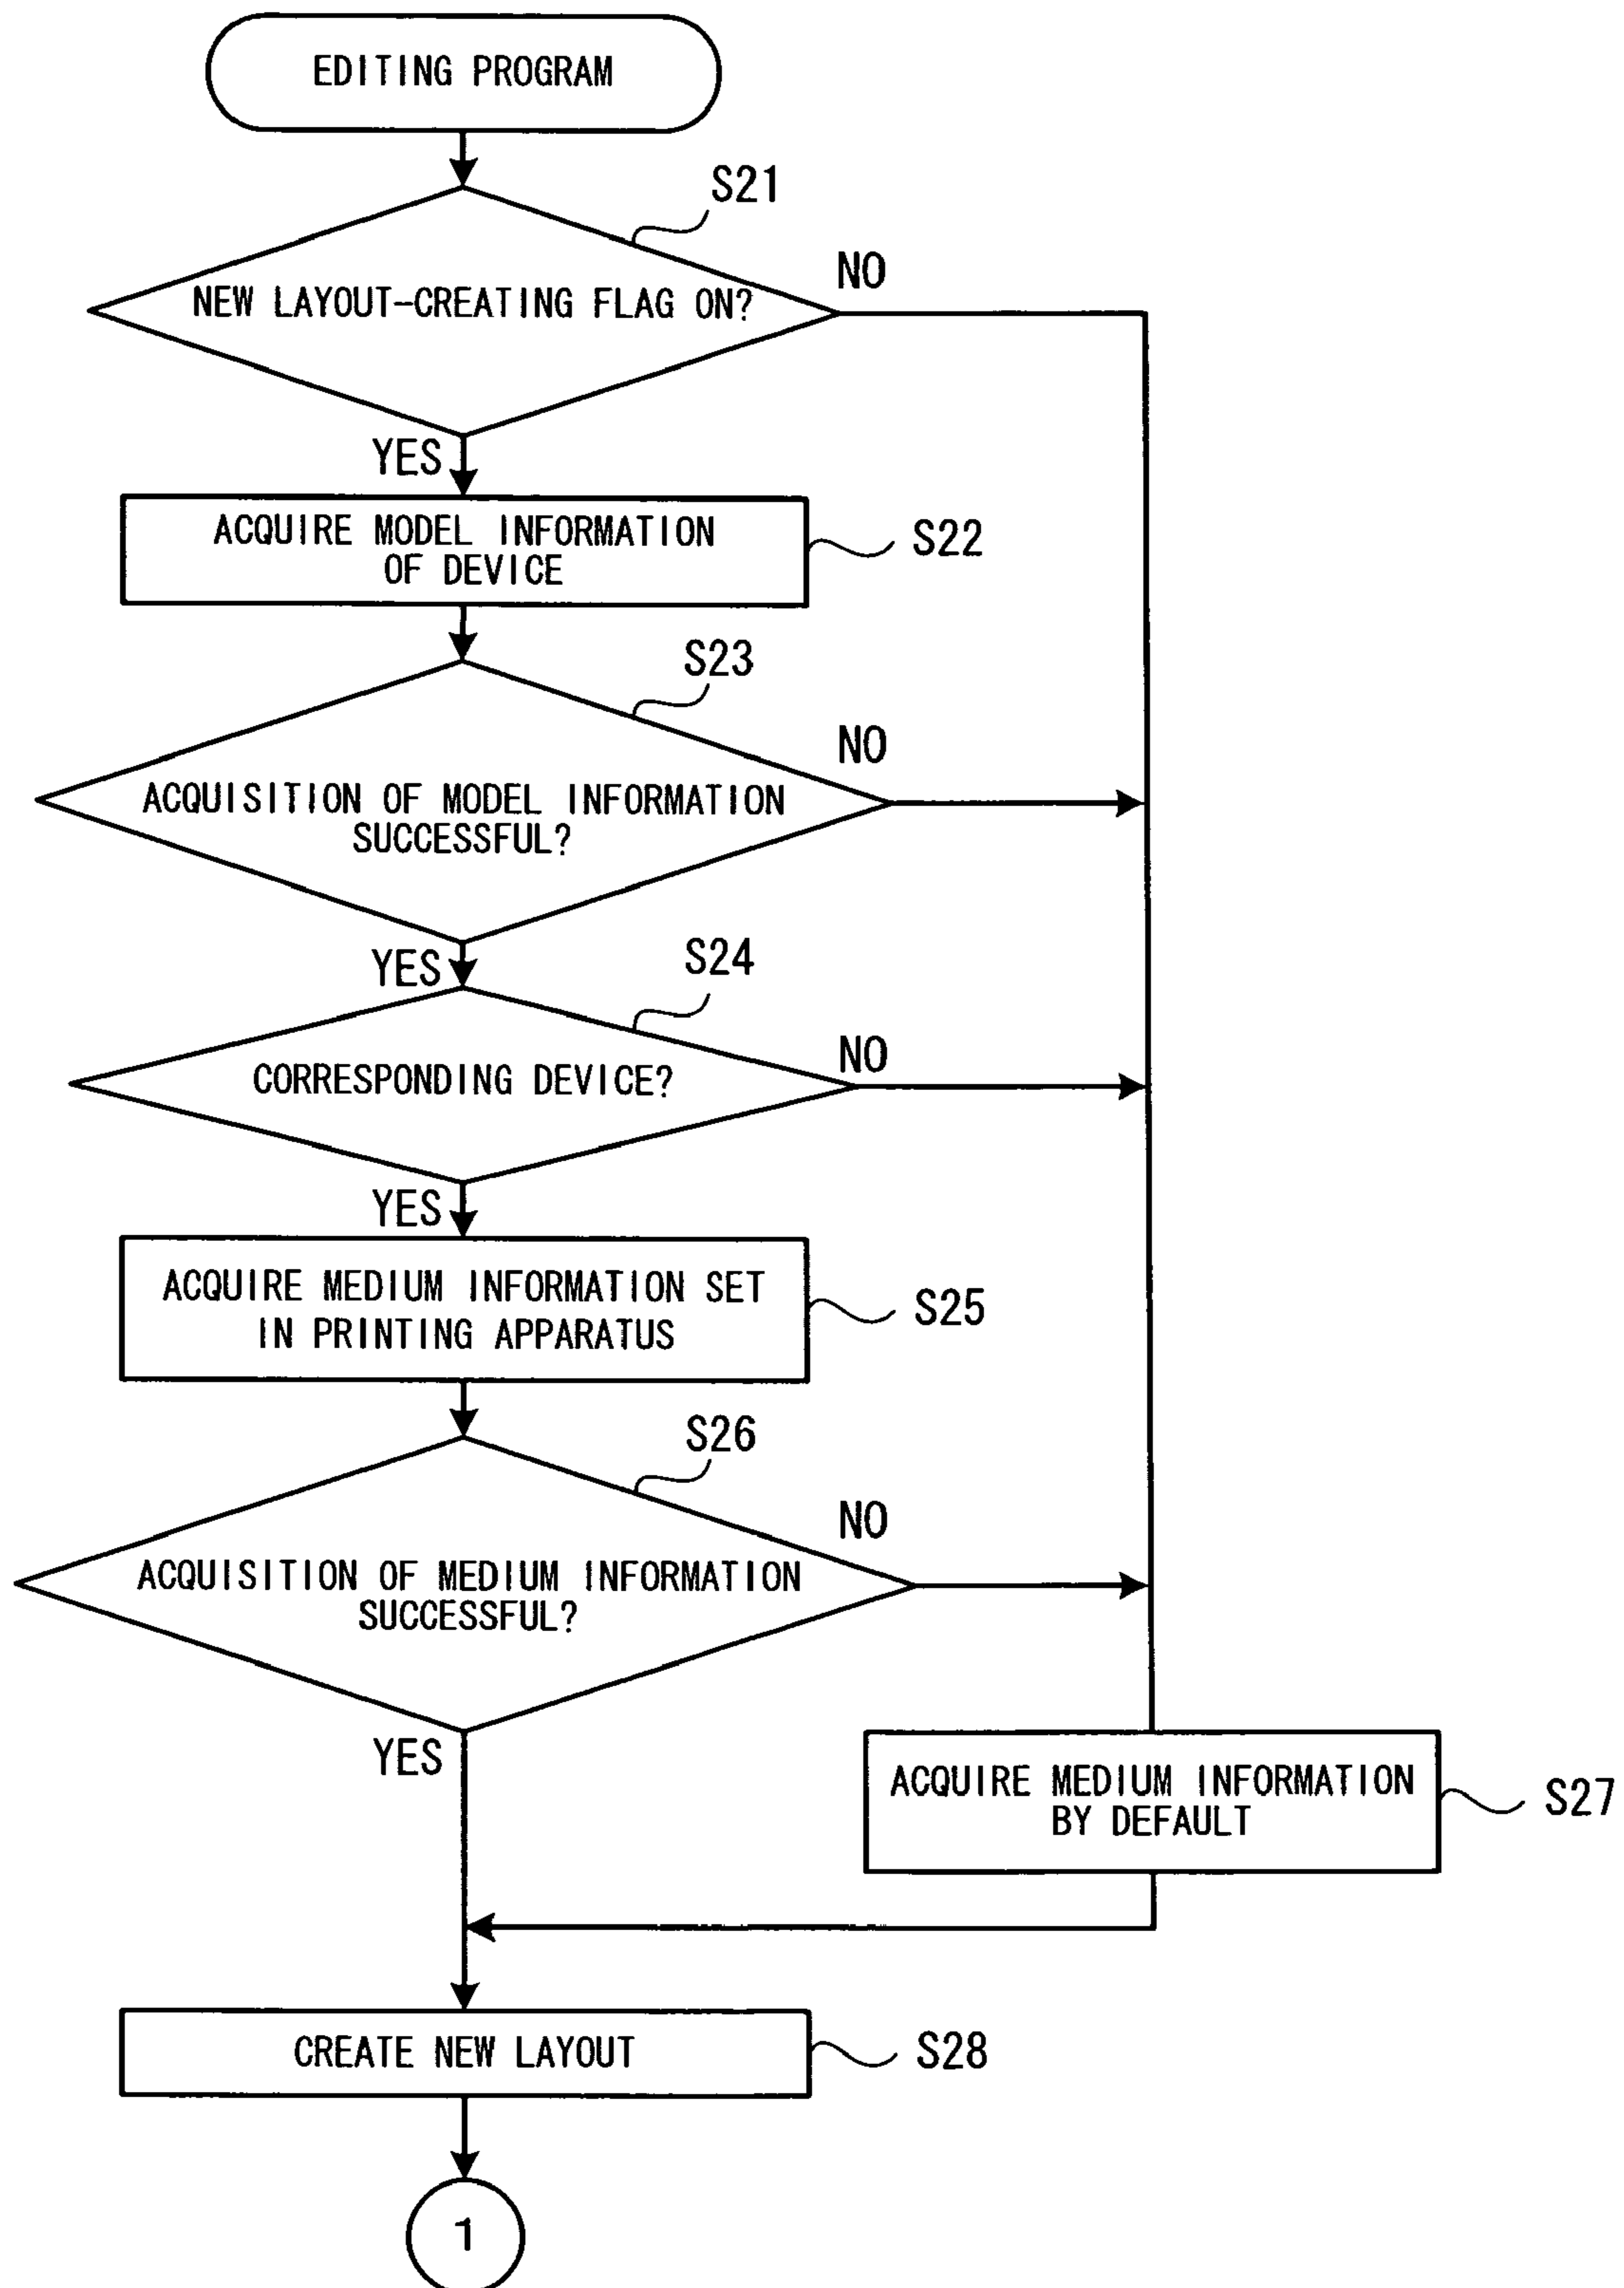 EDITING PROGRAM
S21
NEW LAYOUT-CREATING FLAG ON?
NO
YES
ACQUIRE MODEL INFORMATION
OF DEVICE
S22
S23
NO
ACQUISITION OF MODEL INFORMATION
SUCCESSFUL?
YES
S24
NO
CORRESPONDING DEVICE?
YES
ACQUIRE MEDIUM INFORMATION SET
IN PRINTING APPARATUS
S25
S26
NO
ACQUISITION OF MEDIUM INFORMATION
SUCCESSFUL?
YES
ACQUIRE MEDIUM INFORMATION
BY DEFAULT
S27
CREATE NEW LAYOUT
S28
1